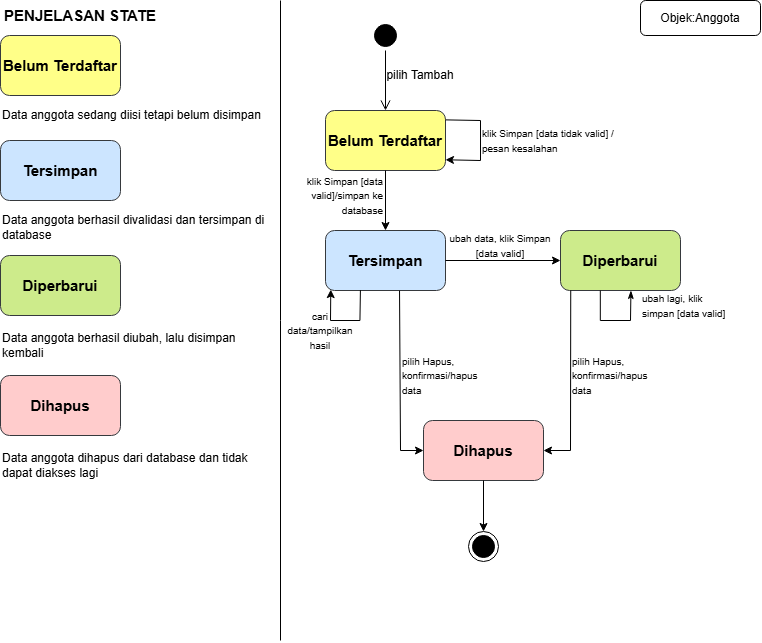 PENJELASAN STATE
Belum Terdaftar
Data anggota sedang diisi tetapi belum disimpan
Tersimpan
Data anggota berhasil divalidasi dan tersimpan di
database
Diperbarui
Data anggota berhasil diubah, lalu disimpan
kembali
Dihapus
Data anggota dihapus dari database dan tidak
dapat diakses lagi
Objek:Anggota
pilih Tambah
Belum Terdaftar
klik Simpan [data tidak valid] /
pesan kesalahan
klik Simpan [data
valid]/simpan ke
database
Tersimpan
ubah data, klik Simpan
[data valid]
Diperbarui
cari
data/tampilkan
hasil
ubah lagi, klik
simpan [data valid]
pilih Hapus,
konfirmasi/hapus
data
pilih Hapus,
konfirmasi/hapus
data
Dihapus